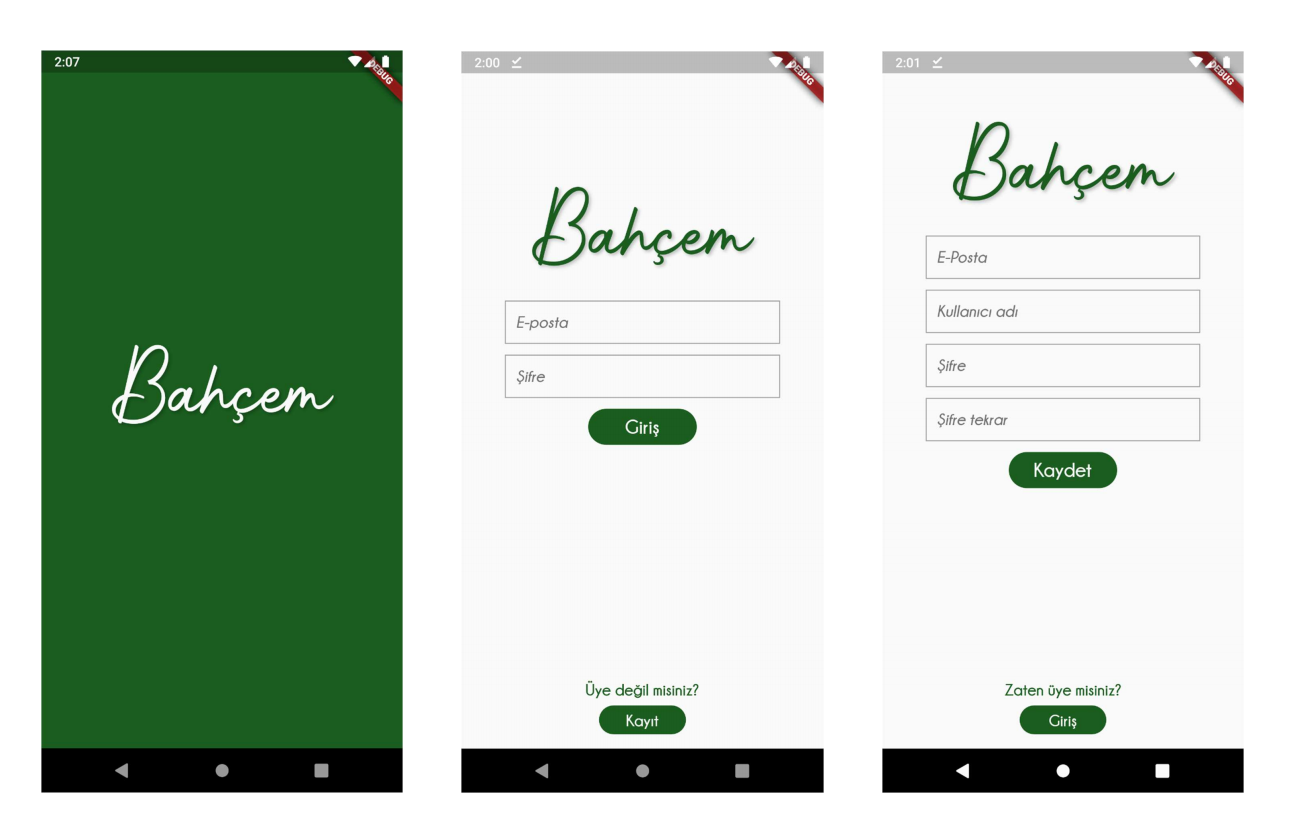 2:07
DEBUG
Bahçem
2:00
DEBUG
Bahçem
E-posta
Şifre
Giriş
Üye değil misiniz?
Kayıt
2:01
DEBUG
Bahçem
E-Posta
Kullanıcı adı
Şifre
Şifre tekrar
Kaydet
Zaten üye misiniz?
Giriş